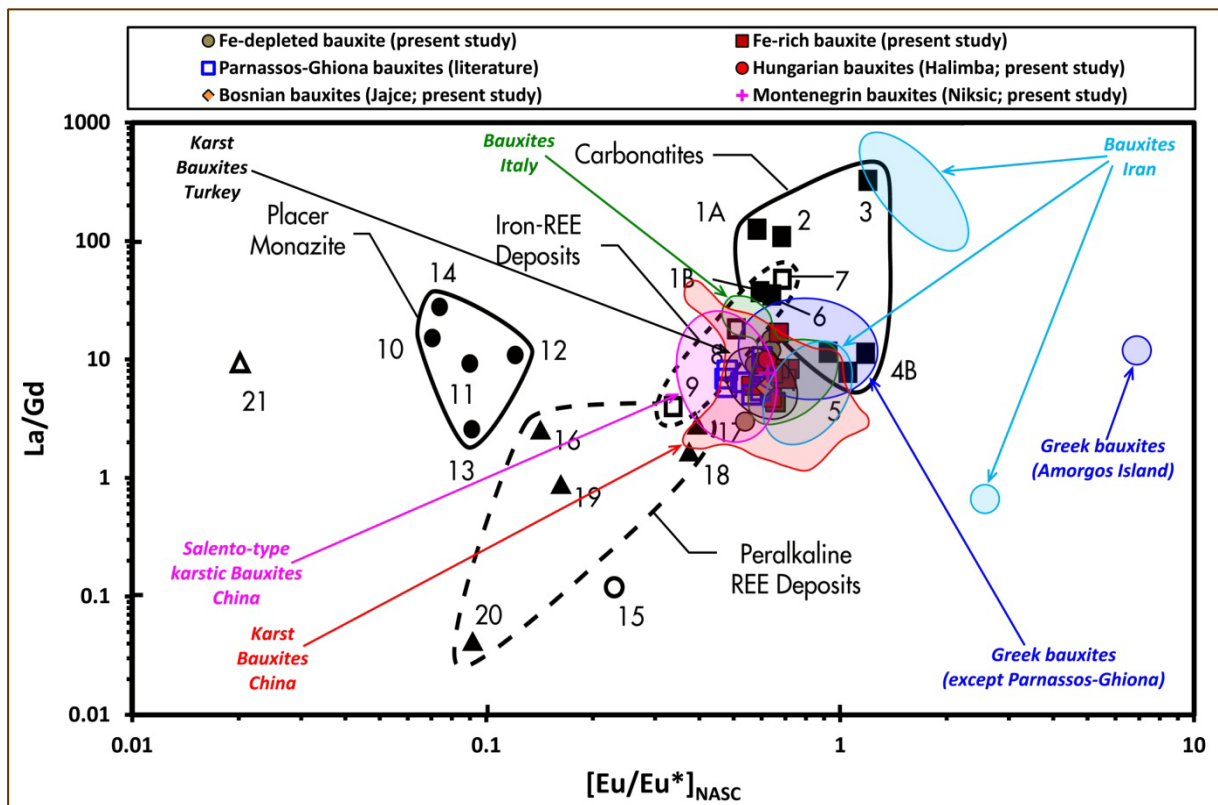 Fe-depleted bauxite (present study)
Fe-rich bauxite (present study)
Parnassos-Ghiona bauxites (literature)
Hungarian bauxites (Halimba; present study)
Bosnian bauxites (Jajce; present study)
Montenegrin bauxites (Niksic; present study)
1000
100
10
1
0.1
0.01
La/Gd
Karst
Bauxites
Turkey
Placer
Monazite
Bauxites
Italy
Carbonatites
Iron-REE
Deposits
Bauxites
Iran
1A
2
3
1B
7
6
14
10
12
11
13
21
8
9
4B
5
16
17
18
19
20
15
Greek bauxites
(Amorgos Island)
Salento-type
karstic Bauxites
China
Peralkaline
REE Deposits
Karst
Bauxites
China
Greek bauxites
(except Parnassos-Ghiona)
0.01
0.1
1
10
[Eu/Eu*]NASC